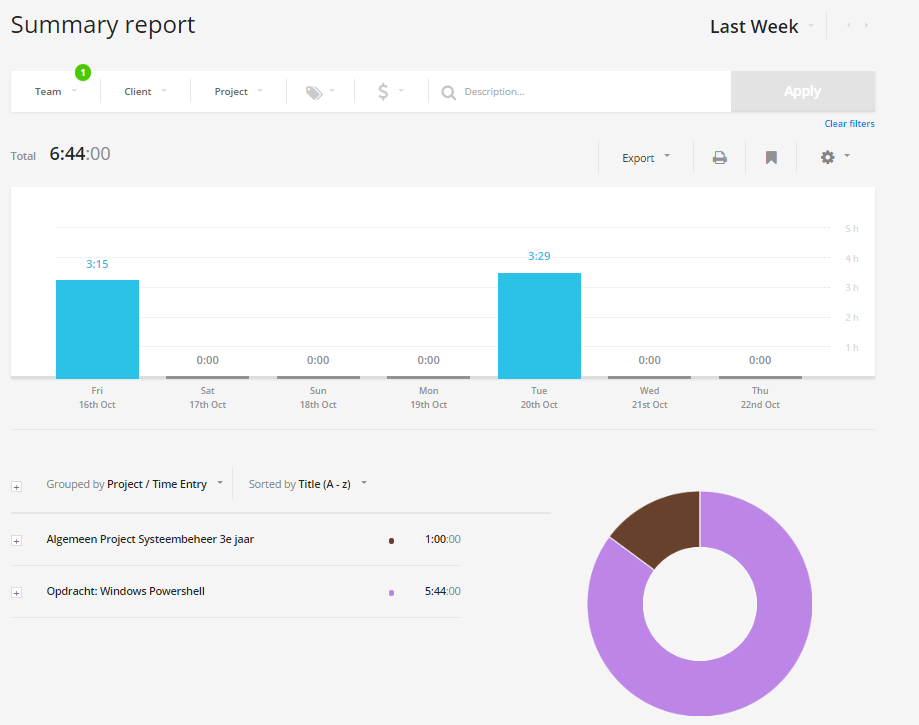 Summary report
Last Week
1
Team
Client
Project
$
Description...
Apply
Clear filters
Total 6:44:00
Export
5 h
4 h
3 h
2 h
1 h
3:15
0:00
0:00
0:00
3:29
0:00
0:00
Fri
16th Oct
Sat
17th Oct
Sun
18th Oct
Mon
19th Oct
Tue
20th Oct
Wed
21st Oct
Thu
22nd Oct
Grouped by Project / Time Entry
Sorted by Title (A - z)
Algemeen Project Systeembeheer 3e jaar 1:00:00
Opdracht: Windows Powershell 5:44:00